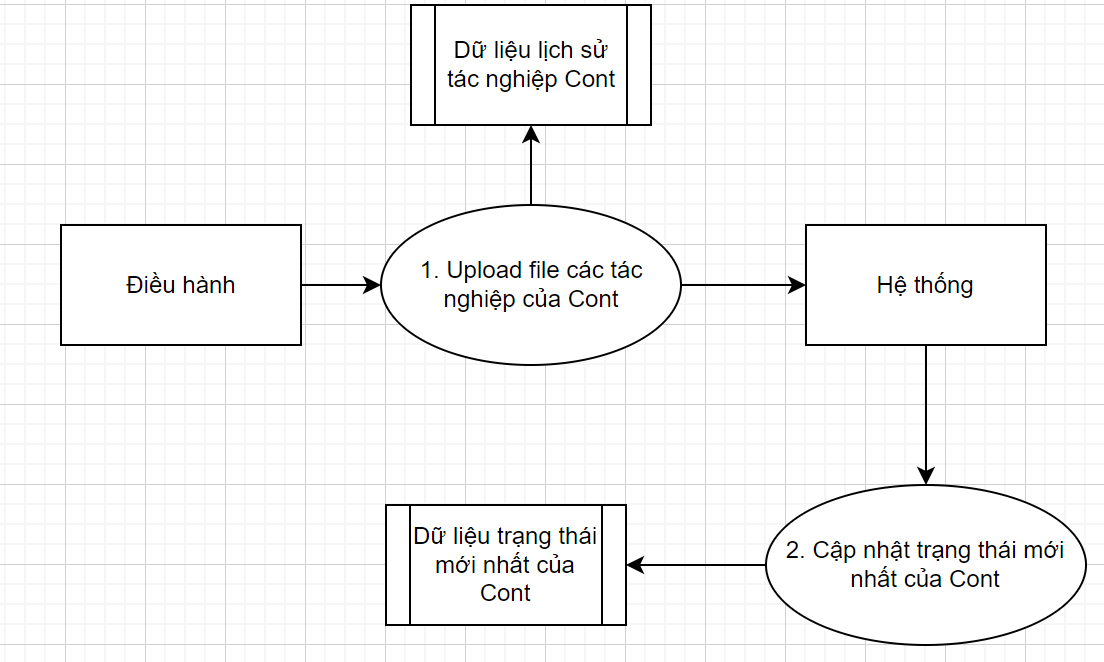 Dữ liệu lịch sử
tác nghiệp Cont
Điều hành
1. Upload file các tác
nghiệp của Cont
Hệ thống
Dữ liệu trạng thái
mới nhất của
Cont
2. Cập nhật trạng thái mới
nhất của Cont